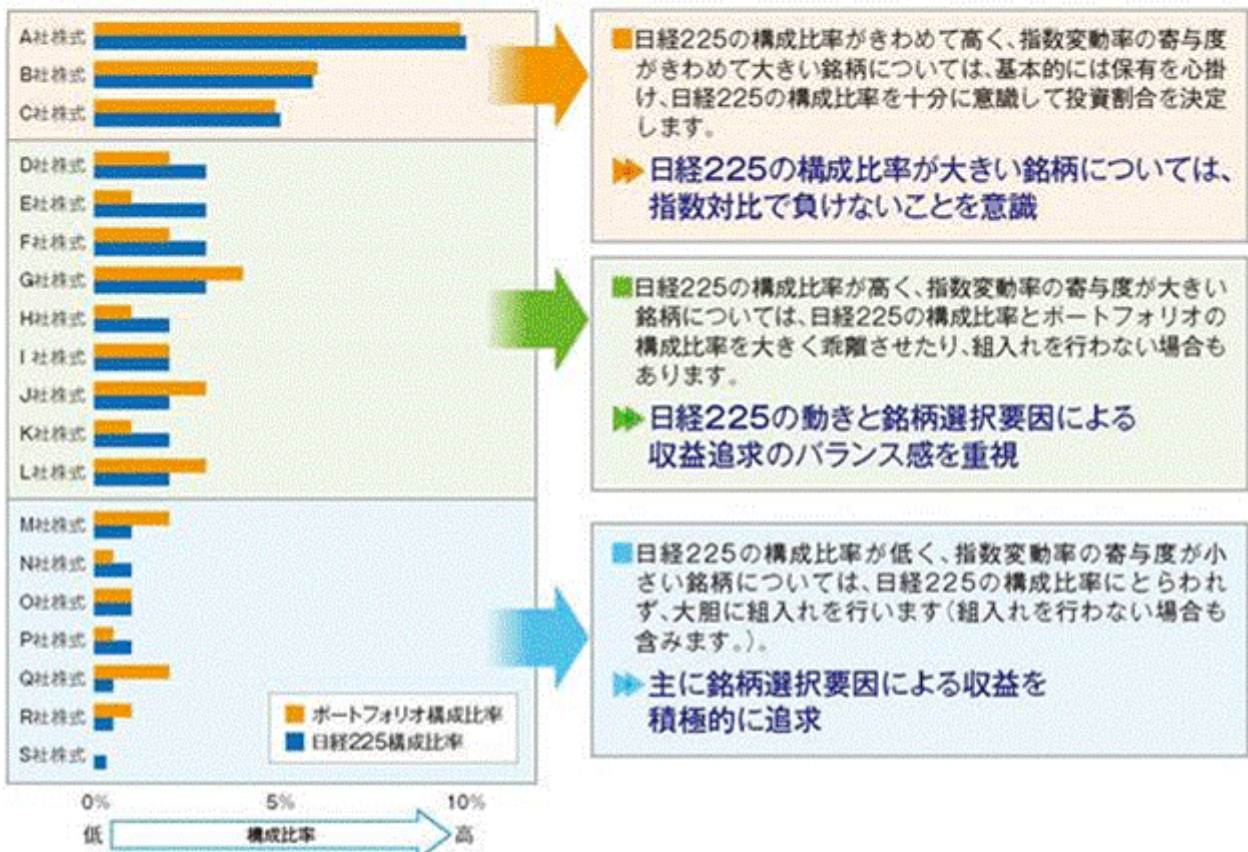 A社株式
B社株式
C社株式
D社株式
E社株式
F社株式
G社株式
H社株式
I社株式
J社株式
K社株式
L社株式
M社株式
N社株式
O社株式
P社株式
Q社株式
R社株式
S社株式
ポートフォリオ構成比率
日経225構成比率
0% 5% 10%
低 構成比率 高
■日経225の構成比率がきわめて高く、指数変動率の寄与度
がきわめて大きい銘柄については、基本的には保有を心掛
け、日経225の構成比率を十分に意識して投資割合を決定
します。
日経225の構成比率が大きい銘柄については、
指数対比で負けないことを意識
■日経225の構成比率が高く、指数変動率の寄与度が大きい
銘柄については、日経225の構成比率とポートフォリオの
構成比率を大きく乖離させたり、組入れを行わない場合も
あります。
日経225の動きと銘柄選択要因による
収益追求のバランス感を重視
■日経225の構成比率が低く、指数変動率の寄与度が小
さい銘柄については、日経225の構成比率にとらわれ
ず、大胆に組入れを行います(組入れを行わない場合も
含みます。)。
主に銘柄選択要因による収益を
積極的に追求